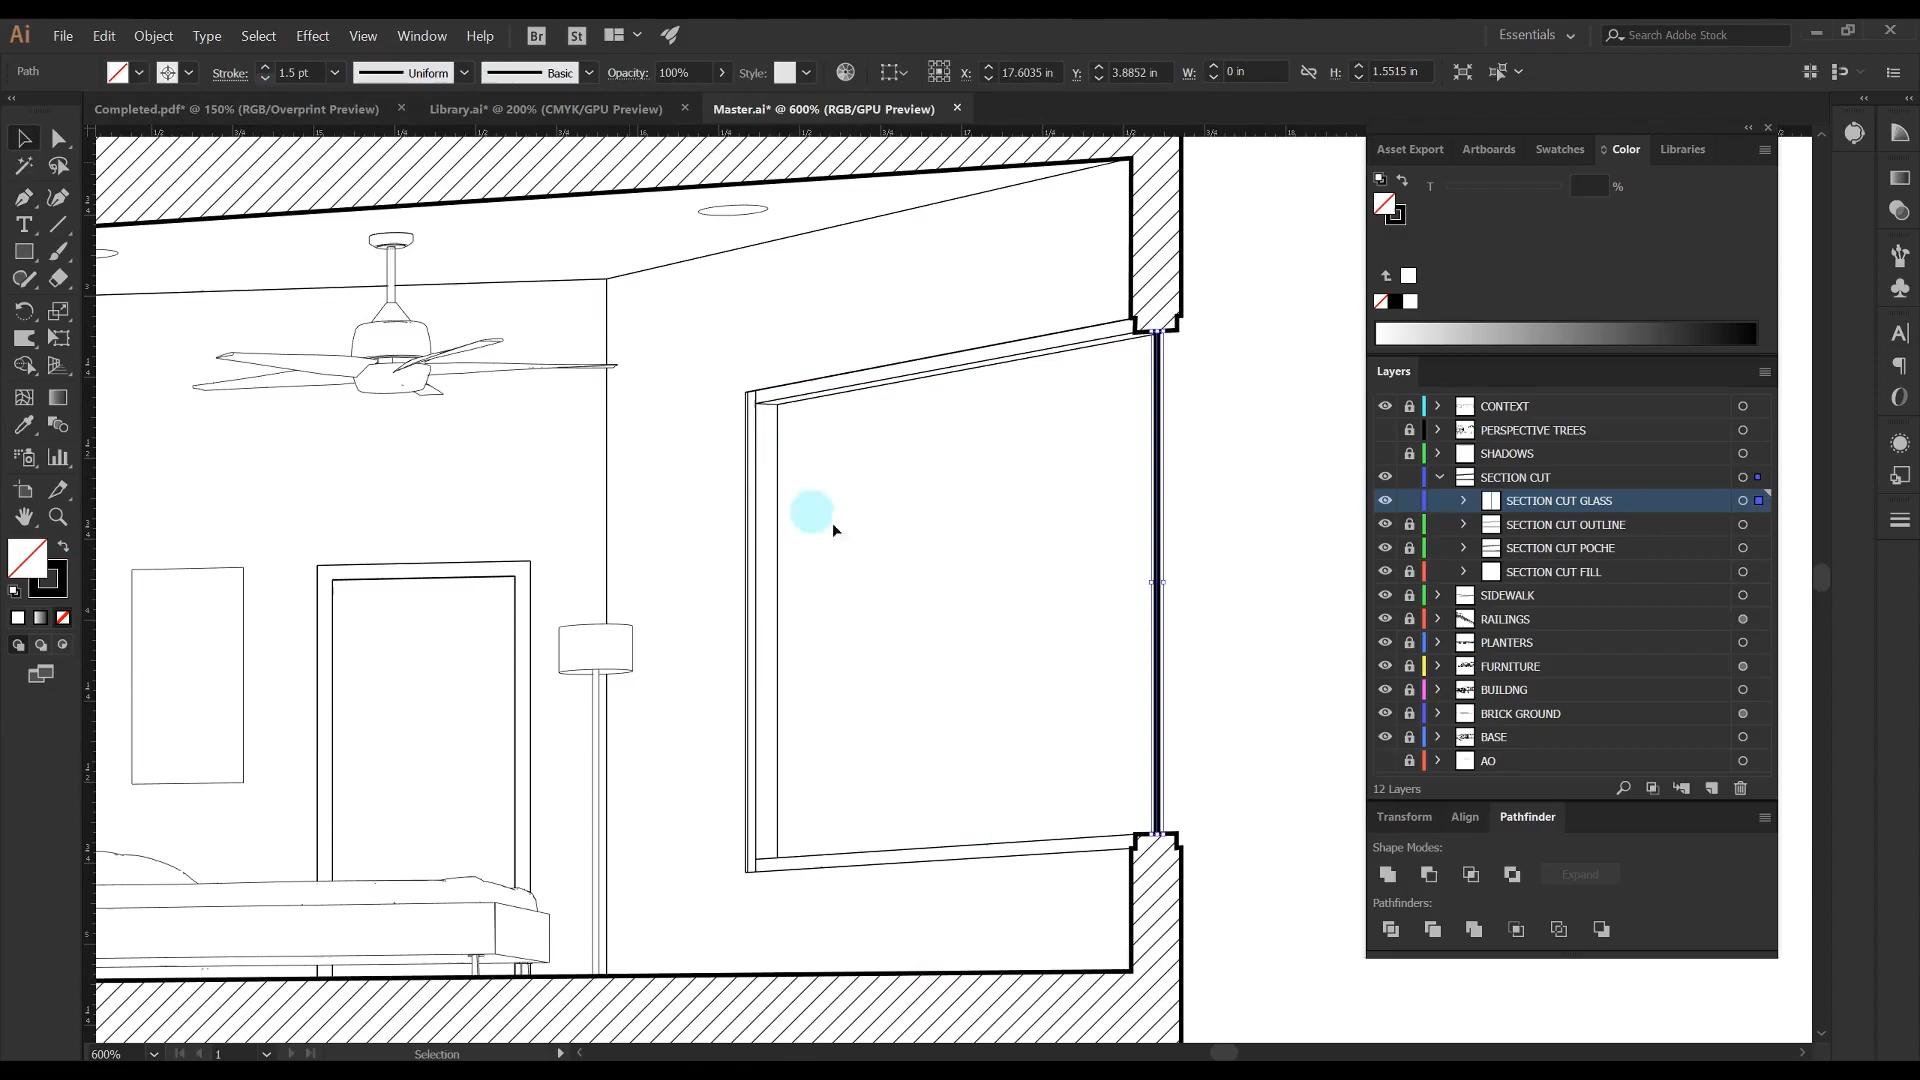 Ai File Edit Object Type Select Effect View Window Help Br St Essentials Search Adobe Stock
Path Stroke: 1.5 pt Uniform Basic Opacity: 100% Style: X: 17.6035 in Y: 3.8852 in W: 0 in H: 1.5515 in
Completed.pdf* @ 150% (RGB/Overprint Preview) Library.ai* @ 200% (CMYK/GPU Preview) Master.ai* @ 600% (RGB/GPU Preview)
Asset Export Artboards Swatches Color Libraries
T %
Layers
CONTEXT
PERSPECTIVE TREES
SHADOWS
SECTION CUT
SECTION CUT GLASS
SECTION CUT OUTLINE
SECTION CUT POCHE
SECTION CUT FILL
SIDEWALK
RAILINGS
PLANTERS
FURNITURE
BUILDNG
BRICK GROUND
BASE
AO
12 Layers
Transform Align Pathfinder
Shape Modes:
Expand
Pathfinders:
600% 1 Selection